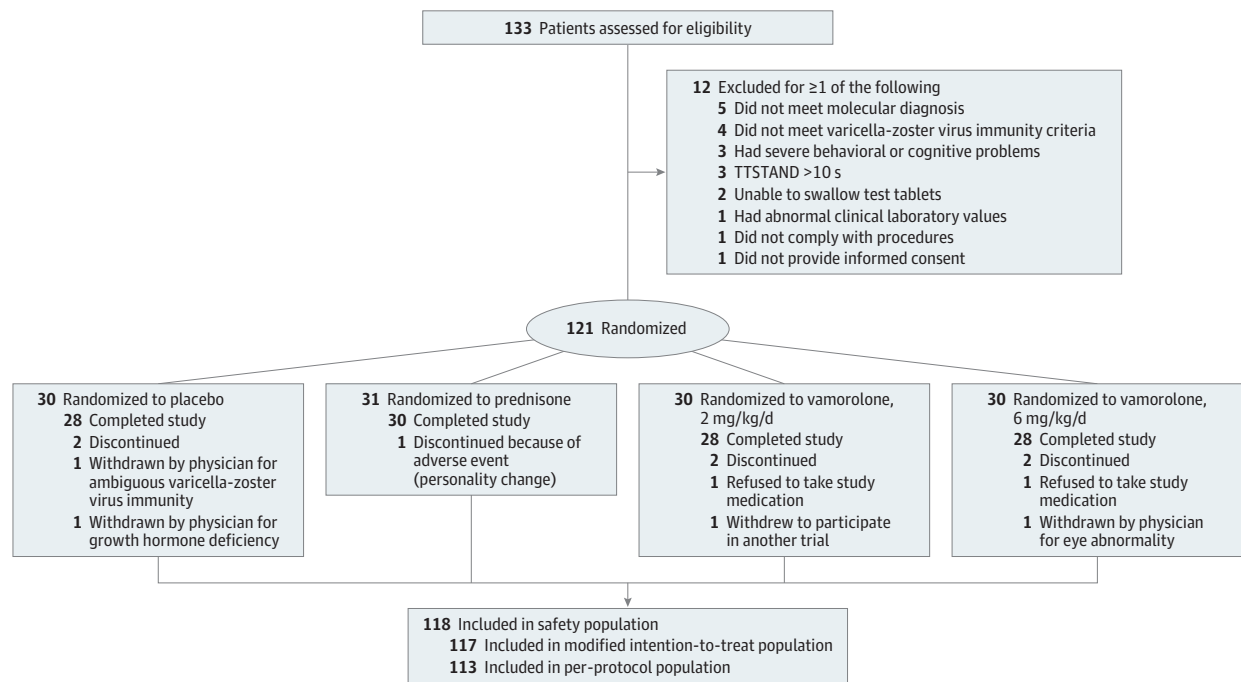 133 Patients assessed for eligibility
12 Excluded for ≥1 of the following
5 Did not meet molecular diagnosis
4 Did not meet varicella-zoster virus immunity criteria
3 Had severe behavioral or cognitive problems
3 TTSTAND >10 s
2 Unable to swallow test tablets
1 Had abnormal clinical laboratory values
1 Did not comply with procedures
1 Did not provide informed consent
121 Randomized
30 Randomized to placebo
28 Completed study
2 Discontinued
1 Withdrawn by physician for
ambiguous varicella-zoster
virus immunity
1 Withdrawn by physician for
growth hormone deficiency
31 Randomized to prednisone
30 Completed study
1 Discontinued because of
adverse event
(personality change)
30 Randomized to vamorolone,
2 mg/kg/d
28 Completed study
2 Discontinued
1 Refused to take study
medication
1 Withdrew to participate
in another trial
30 Randomized to vamorolone,
6 mg/kg/d
28 Completed study
2 Discontinued
1 Refused to take study
medication
1 Withdrawn by physician
for eye abnormality
118 Included in safety population
117 Included in modified intention-to-treat population
113 Included in per-protocol population